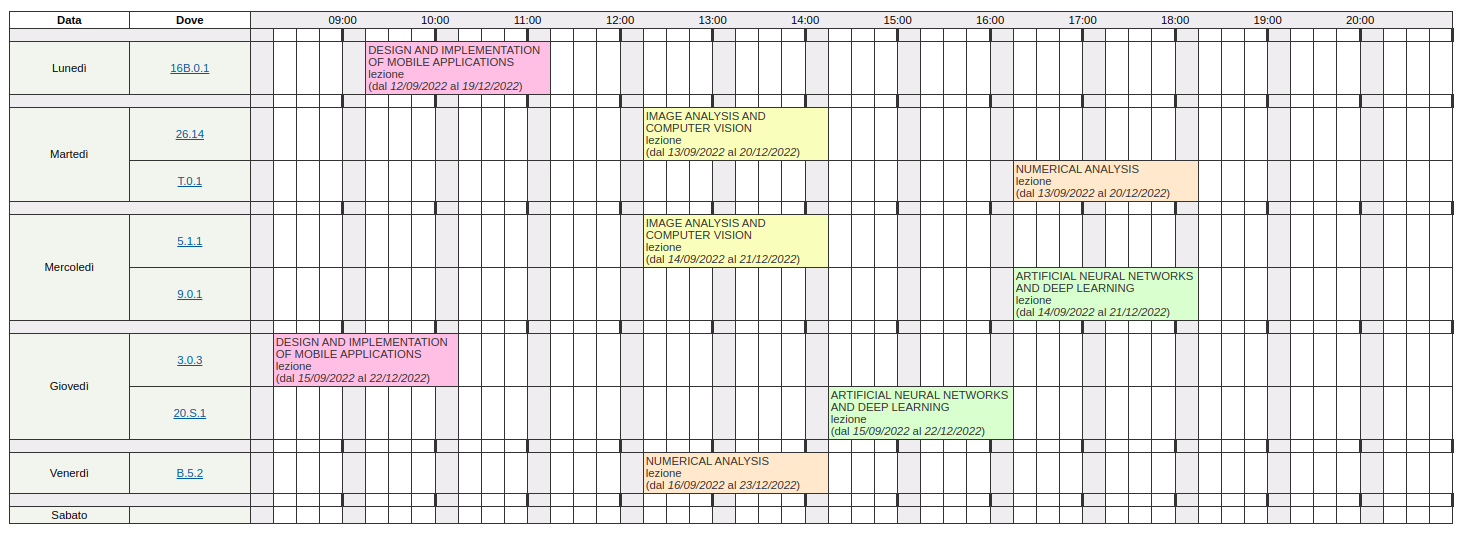 Data Dove 09:00 10:00 11:00 12:00 13:00 14:00 15:00 16:00 17:00 18:00 19:00 20:00
Lunedì
16B.0.1
DESIGN AND IMPLEMENTATION
OF MOBILE APPLICATIONS
lezione
(dal 12/09/2022 al 19/12/2022)
Martedì
26.14
IMAGE ANALYSIS AND
COMPUTER VISION
lezione
(dal 13/09/2022 al 20/12/2022)
T.0.1
NUMERICAL ANALYSIS
lezione
(dal 13/09/2022 al 20/12/2022)
Mercoledì
5.1.1
IMAGE ANALYSIS AND
COMPUTER VISION
lezione
(dal 14/09/2022 al 21/12/2022)
9.0.1
ARTIFICIAL NEURAL NETWORKS
AND DEEP LEARNING
lezione
(dal 14/09/2022 al 21/12/2022)
Giovedì
3.0.3
DESIGN AND IMPLEMENTATION
OF MOBILE APPLICATIONS
lezione
(dal 15/09/2022 al 22/12/2022)
20.S.1
ARTIFICIAL NEURAL NETWORKS
AND DEEP LEARNING
lezione
(dal 15/09/2022 al 22/12/2022)
Venerdì
B.5.2
NUMERICAL ANALYSIS
lezione
(dal 16/09/2022 al 23/12/2022)
Sabato